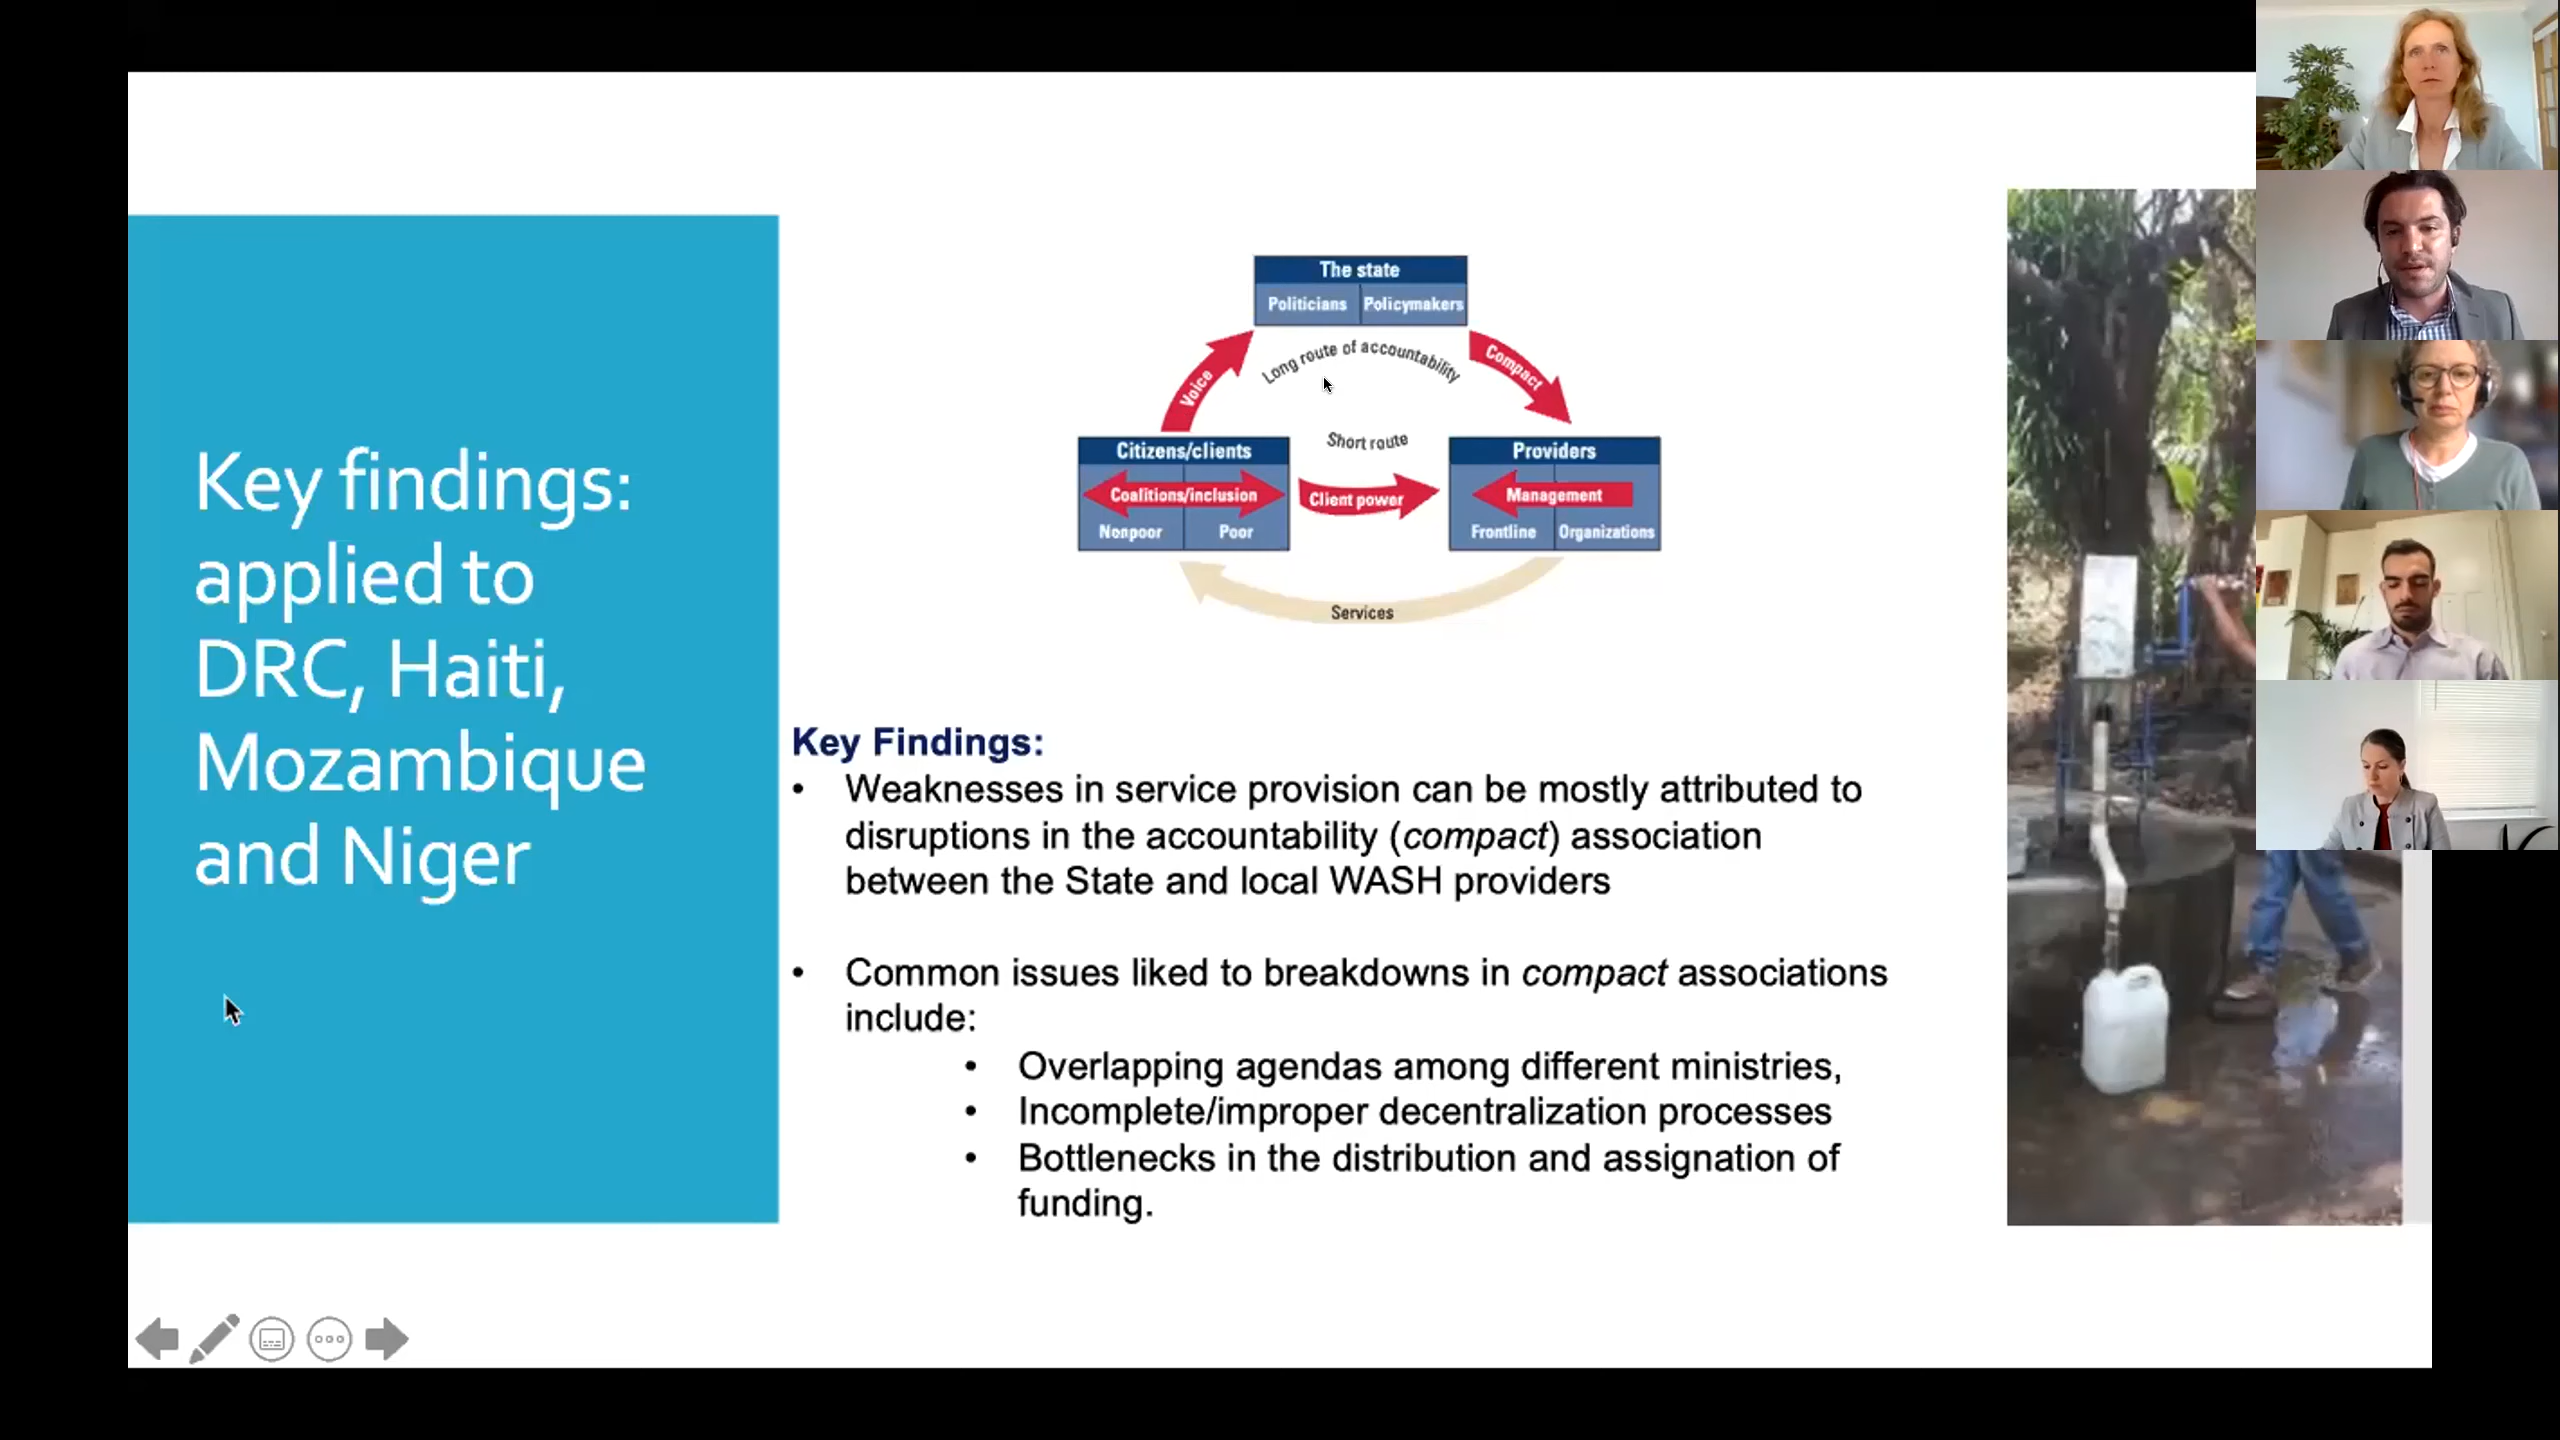 Key findings:
applied to
DRC, Haiti,
Mozambique
and Niger
The state
Politicians
Policymakers
Long route of accountability
Voice
Compact
Short route
Citizens/clients
Coalitions/inclusion
Nonpoor
Poor
Client power
Providers
Management
Frontline
Organizations
Services
Key Findings:
• Weaknesses in service provision can be mostly attributed to
disruptions in the accountability (compact) association
between the State and local WASH providers
• Common issues liked to breakdowns in compact associations
include:
• Overlapping agendas among different ministries,
• Incomplete/improper decentralization processes
• Bottlenecks in the distribution and assignation of
funding.